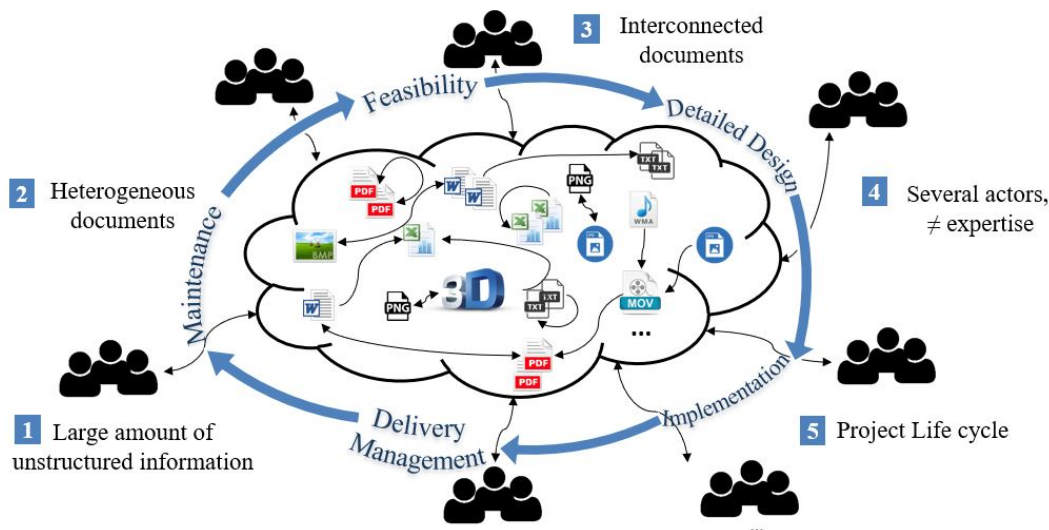 3 Interconnected
documents
Feasibility
Detailed Design
2 Heterogeneous
documents
4 Several actors,
≠ expertise
Maintenance
PDF
PDF
W
W
TXT
TXT
PNG
X
X
WMA
BMP
X
W
PNG
3D
TXT
TXT
MOV
...
PDF
PDF
Implementation
Delivery
Management
1 Large amount of
unstructured information
5 Project Life cycle